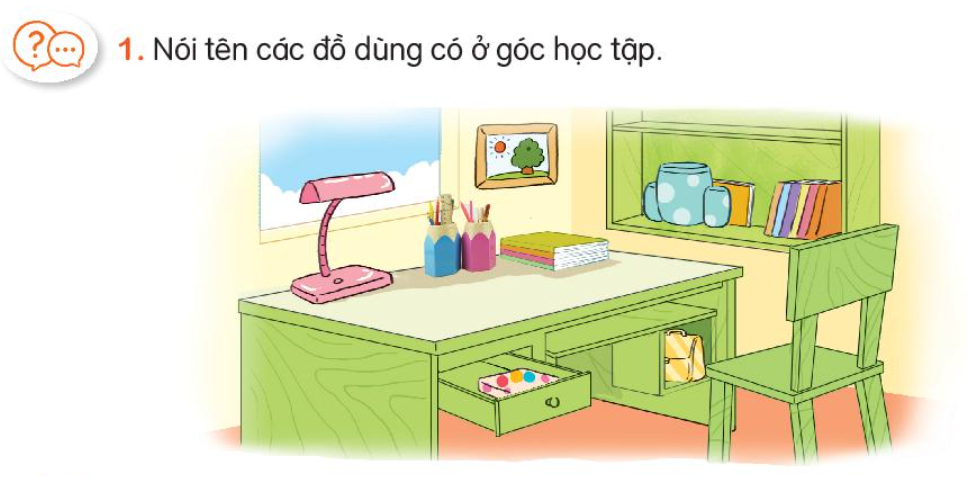 ?
1. Nói tên các đồ dùng có ở góc học tập.